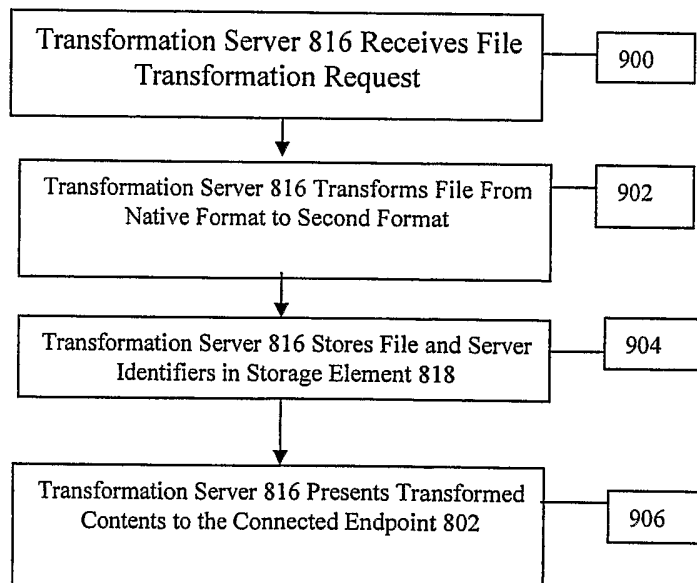 Transformation Server 816 Receives File
Transformation Request
900
Transformation Server 816 Transforms File From
Native Format to Second Format
902
Transformation Server 816 Stores File and Server
Identifiers in Storage Element 818
904
Transformation Server 816 Presents Transformed
Contents to the Connected Endpoint 802
906